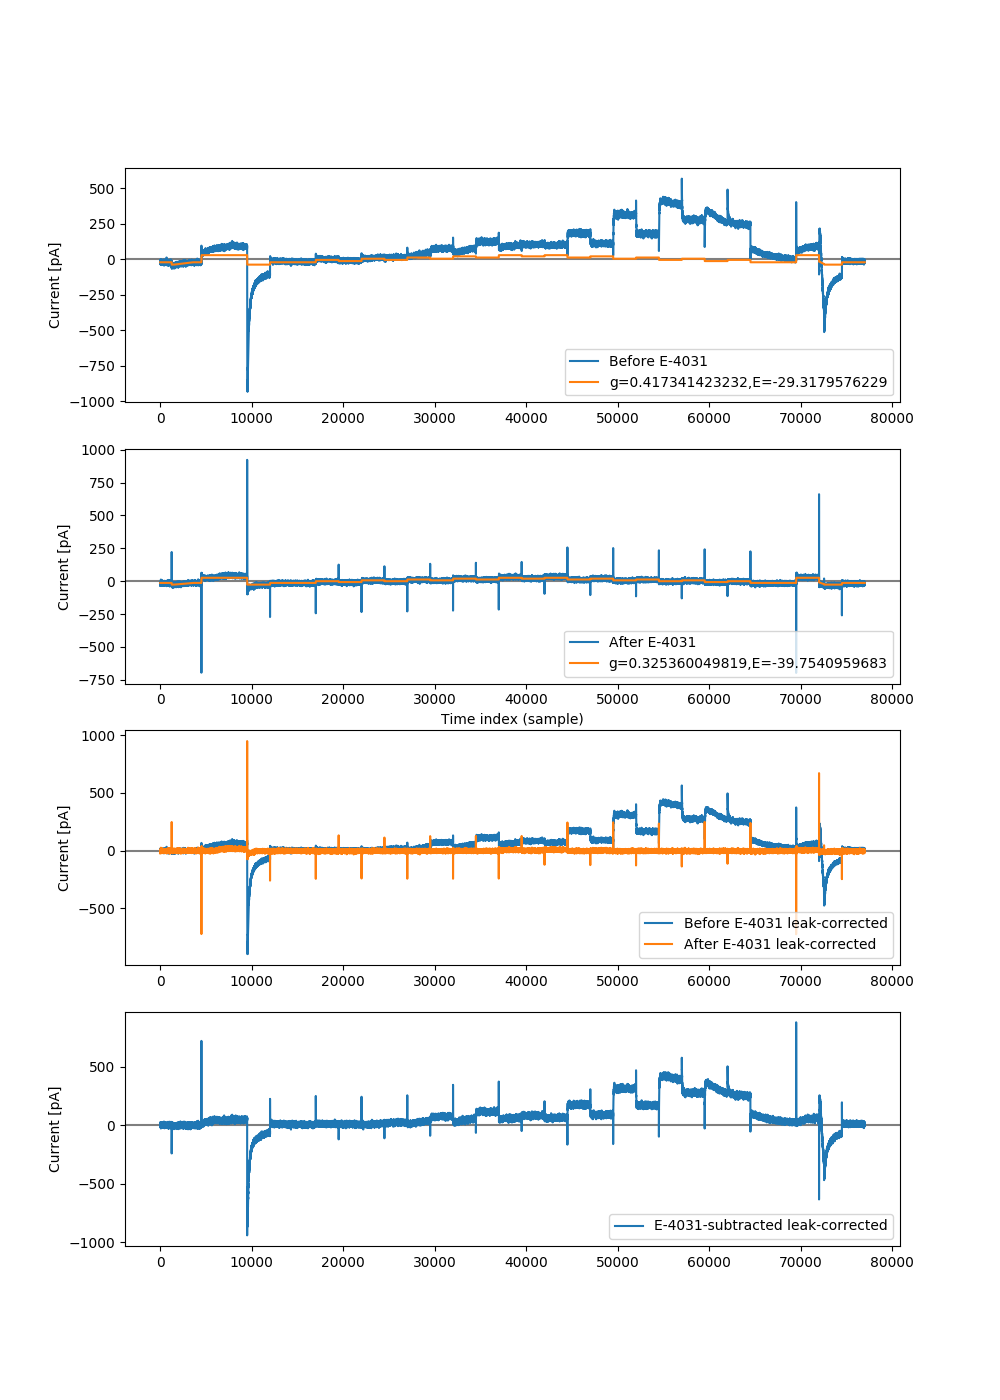 500
250
0
−250
−500
−750
−1000
Current [pA]
Before E-4031
g=0.417341423232,E=-29.3179576229
0 10000 20000 30000 40000 50000 60000 70000 80000
1000
750
500
250
0
−250
−500
−750
Current [pA]
After E-4031
g=0.325360049819,E=-39.7540959683
0 10000 20000 30000 40000 50000 60000 70000 80000
Time index (sample)
1000
500
0
−500
Current [pA]
Before E-4031 leak-corrected
After E-4031 leak-corrected
0 10000 20000 30000 40000 50000 60000 70000 80000
500
0
−500
−1000
Current [pA]
E-4031-subtracted leak-corrected
0 10000 20000 30000 40000 50000 60000 70000 80000